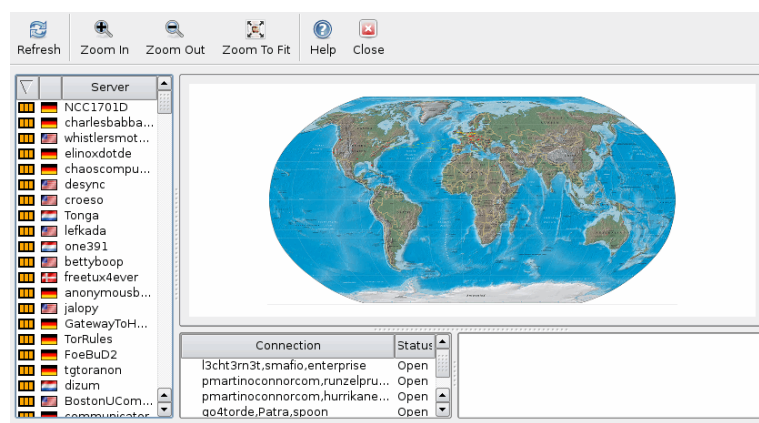 Refresh Zoom In Zoom Out Zoom To Fit Help Close
Server
NCC1701D
charlesbabba...
whistlersmot...
elinoxdotde
chaoscompu...
desync
croeso
Tonga
lefkada
one391
bettyboop
freetux4ever
anonymousb...
jalopy
GatewayToH...
TorRules
FoeBuD2
tgtoranon
dizum
BostonUCom...
communicator
Connection Status
l3cht3rn3t,smafio,enterprise Open
pmartinoconnorcom,runzelpru... Open
pmartinoconnorcom,hurrikane... Open
go4torde,Patra,spoon Open